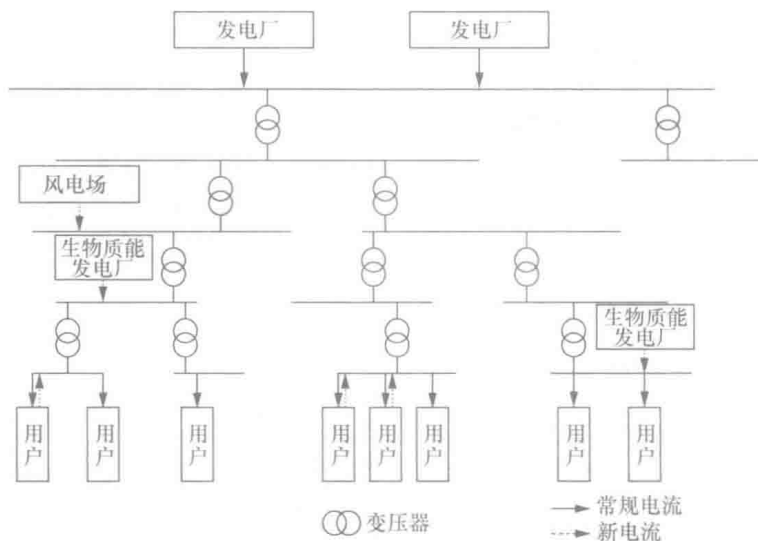 发电厂
发电厂
风电场
生物质能
发电厂
生物质能
发电厂
用户
用户
用户
用户
用户
用户
用户
用户
变压器
常规电流
新电流